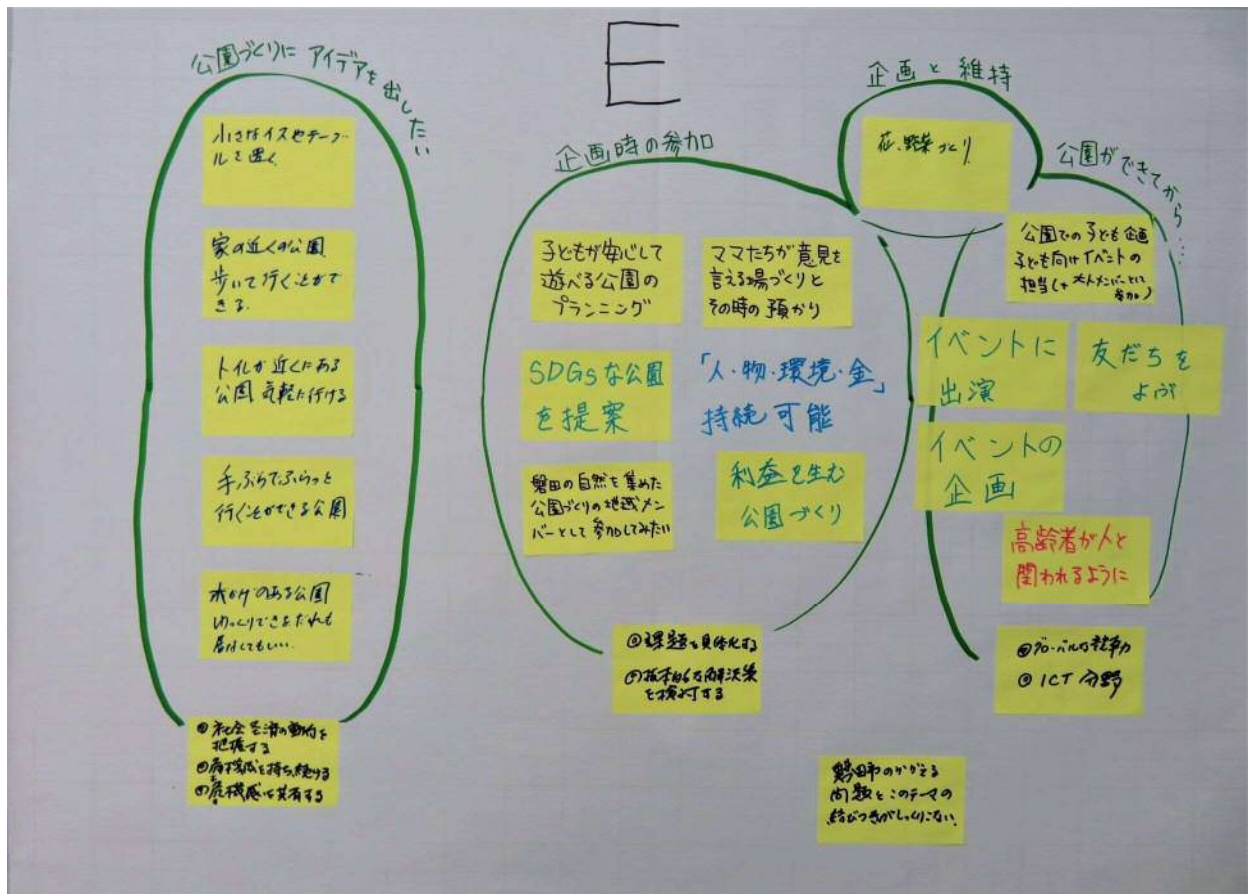 E
公園づくりに アイデアを出したい
小さなイスやテーブ
ルを置く
家の近くの公園
歩いて行くことがで
きる.
トイレが近くにある
公園 気軽に行ける
手ぶらでふらっと
行くことができる公園
木かげのある公園
ゆっくりできる だれも
◎社会経済の動向を
把握する
◎危機感を持ち続ける
◎危機感を共有する
企画時の参加
子どもが安心して
遊べる公園の
プランニング
ママたちが意見を
言える場づくりと
その時の預かり
SDGsな公園
を提案
「人・物・環境・金」
持続可能
磐田の自然を集めた
公園づくりの地域メン
バーとして参加してみたい
利益を生む
公園づくり
◎課題を具体化する
◎抜本的な解決策
を検討する
企画と維持
花・野菜づくり
公園ができてから.....
公園での子ども企画
子ども向けイベントの
担当(+大人メンバーとして
参加)
イベントに
出演
友だちを
よぶ
イベントの
企画
高齢者が人と
関われるように
◎グローバルな競争力
◎ICT分野
磐田市のかかえる
問題とこのテーマの
結びつきがしっくりこない.